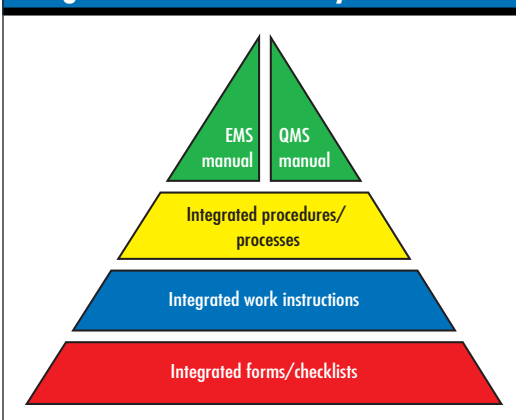 EMS
manual
QMS
manual
Integrated procedures/
processes
Integrated work instructions
Integrated forms/checklists